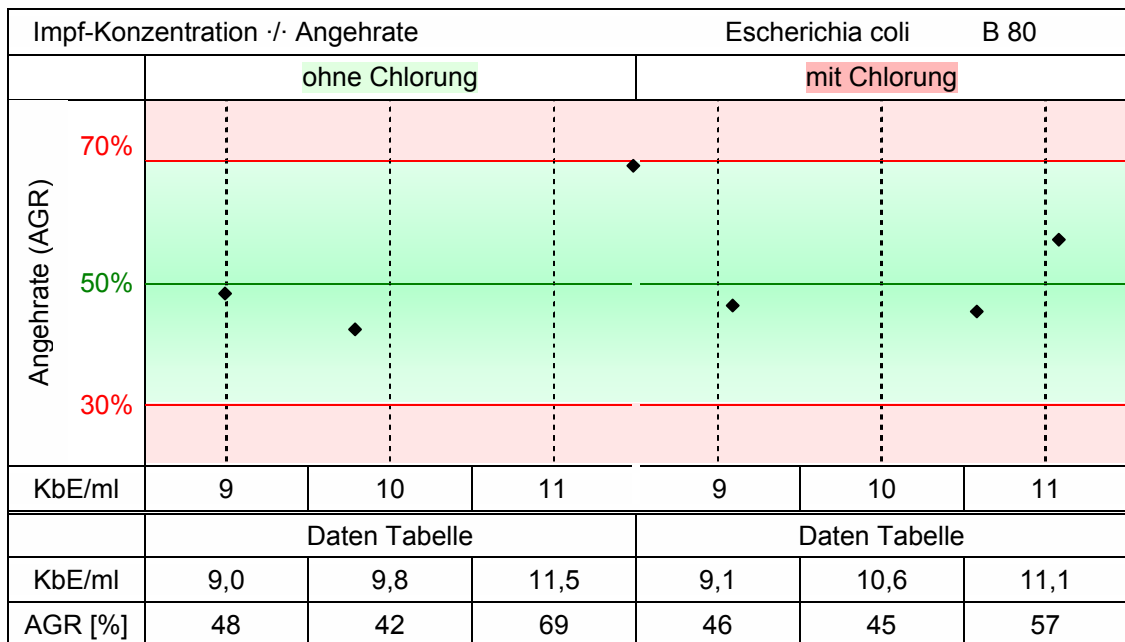 Impf-Konzentration ·/· Angehrate Escherichia coli B 80
ohne Chlorung mit Chlorung
Angehrate (AGR)
70%
50%
30%
KbE/ml 9 10 11 9 10 11
Daten Tabelle Daten Tabelle
KbE/ml 9,0 9,8 11,5 9,1 10,6 11,1
AGR [%] 48 42 69 46 45 57